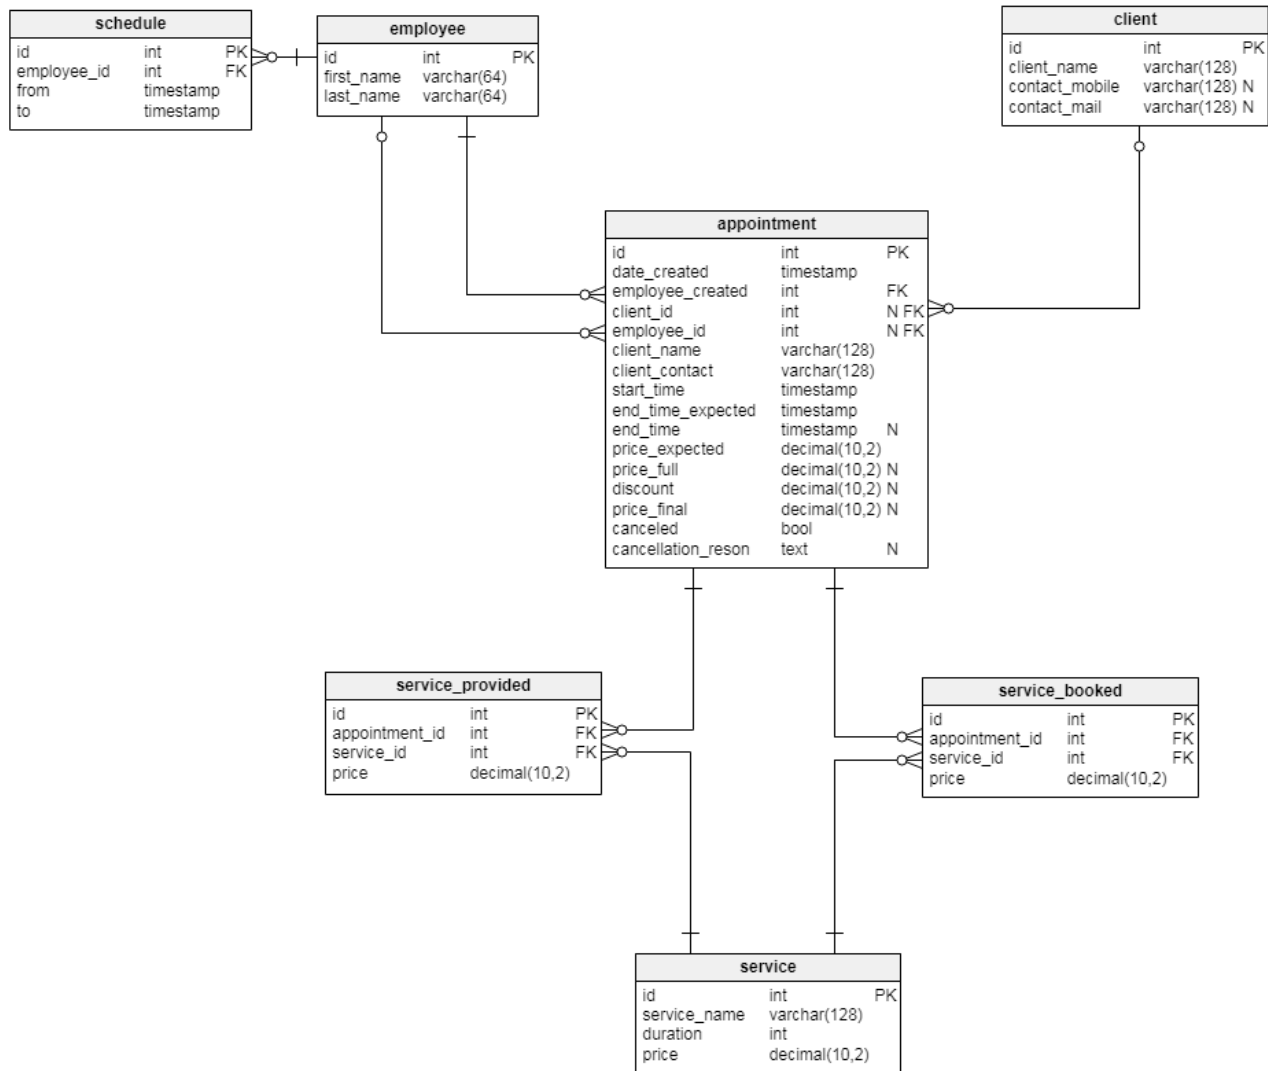 schedule
id int PK
employee_id int FK
from timestamp
to timestamp
employee
id int PK
first_name varchar(64)
last_name varchar(64)
client
id int PK
client_name varchar(128)
contact_mobile varchar(128) N
contact_mail varchar(128) N
appointment
id int PK
date_created timestamp
employee_created int FK
client_id int N FK
employee_id int N FK
client_name varchar(128)
client_contact varchar(128)
start_time timestamp
end_time_expected timestamp
end_time timestamp N
price_expected decimal(10,2)
price_full decimal(10,2) N
discount decimal(10,2) N
price_final decimal(10,2) N
canceled bool
cancellation_reson text N
service_provided
id int PK
appointment_id int FK
service_id int FK
price decimal(10,2)
service_booked
id int PK
appointment_id int FK
service_id int FK
price decimal(10,2)
service
id int PK
service_name varchar(128)
duration int
price decimal(10,2)